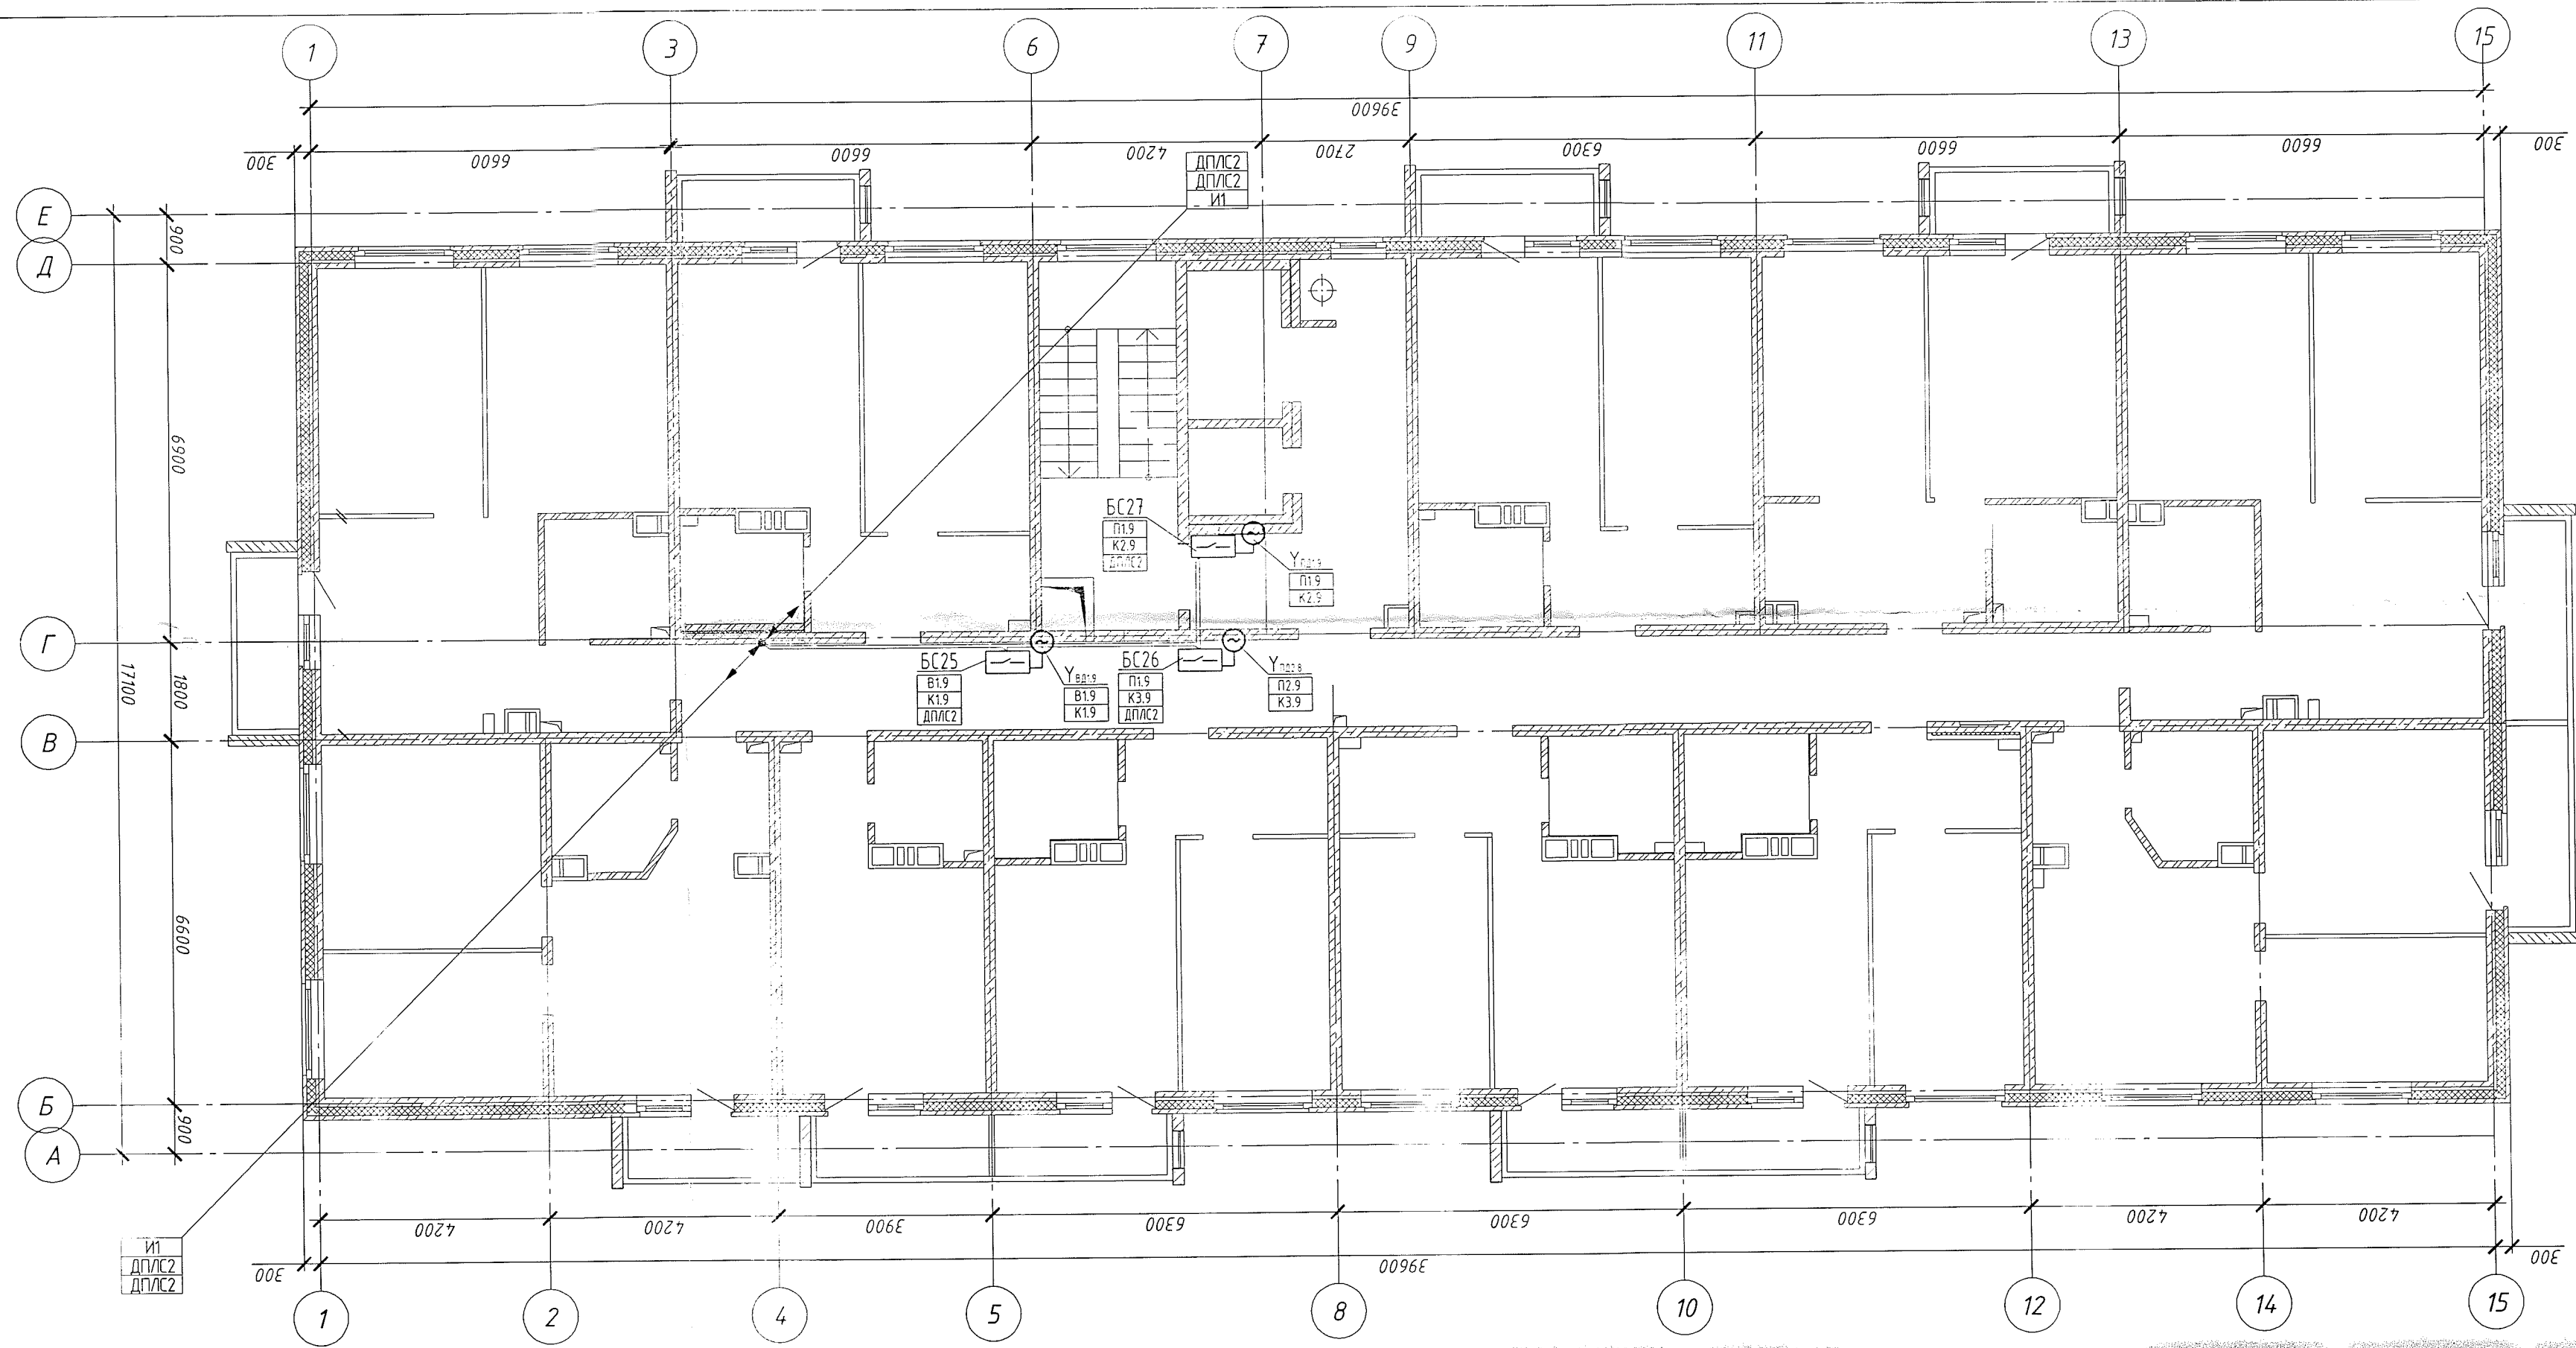 1 3 6 7 9 11 13 15
39600
300 6600 6600 4200 2700 6300 6600 6600 300
ДПЛС2
ДПЛС2
И1
Е
900
Д
6900
БС27
П1.9
К2.9
ДПЛС2
П1.9
К2.9
Г
17100
1800
БС25
В1.9
К1.9
ДПЛС2
YВД1.9
В1.9
К1.9
БС26
П1.9
К3.9
ДПЛС2
П2.9
К3.9
В
6600
Б
900
А
4200 4200 3900 6300 6300 6300 4200 4200
И1
ДПЛС2
ДПЛС2
300 39600 300
1 2 4 5 8 10 12 14 15